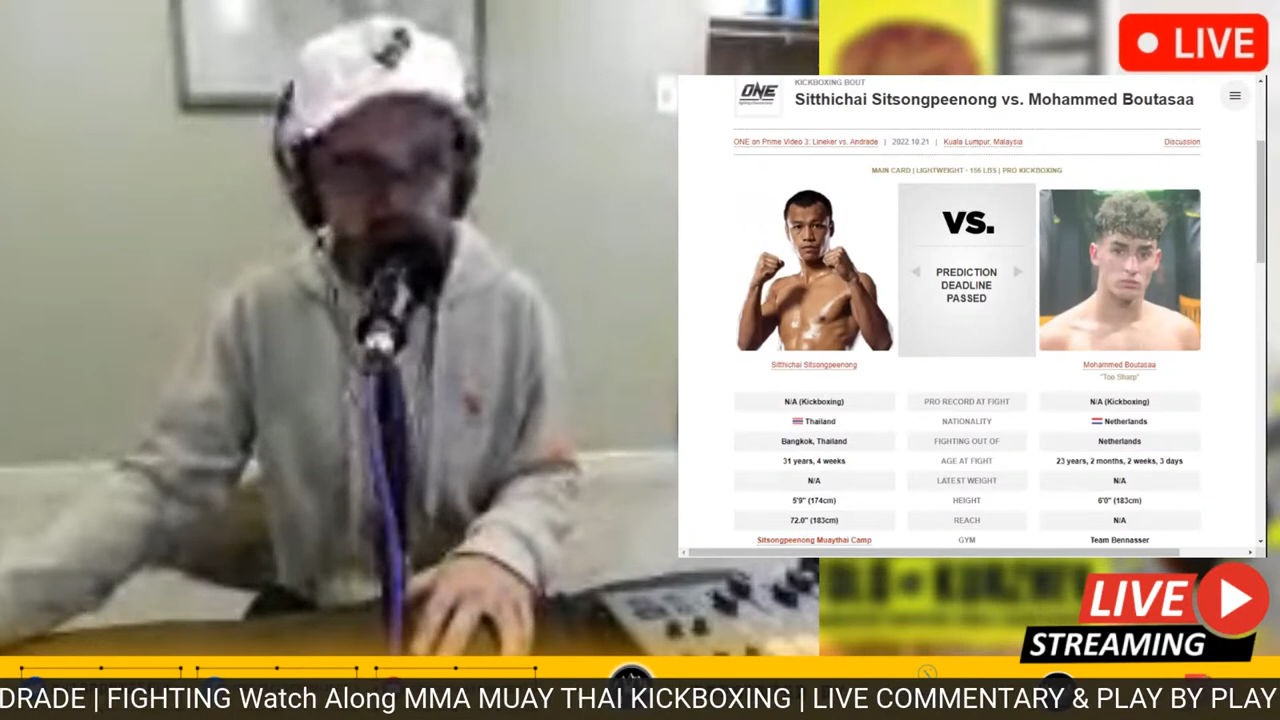 LIVE
KICKBOXING BOUT
ONE
Sitthichai Sitsongpeenong vs. Mohammed Boutasaa
ONE on Prime Video 3: Lineker vs. Andrade | 2022.10.21 | Kuala Lumpur, Malaysia
Discussion
MAIN CARD | LIGHTWEIGHT · 155 LBS | PRO KICKBOXING
VS.
PREDICTION
DEADLINE
PASSED
Sitthichai Sitsongpeenong
Mohammed Boutasaa
"Too Sharp"
N/A (Kickboxing) PRO RECORD AT FIGHT N/A (Kickboxing)
Thailand NATIONALITY Netherlands
Bangkok, Thailand FIGHTING OUT OF Netherlands
31 years, 4 weeks AGE AT FIGHT 23 years, 2 months, 2 weeks, 3 days
N/A LATEST WEIGHT N/A
5'9" (174cm) HEIGHT 6'0" (183cm)
72.0" (183cm) REACH N/A
Sitsongpeenong Muaythai Camp GYM Team Bennasser
LIVE
STREAMING
DRADE | FIGHTING Watch Along MMA MUAY THAI KICKBOXING | LIVE COMMENTARY & PLAY BY PLAY